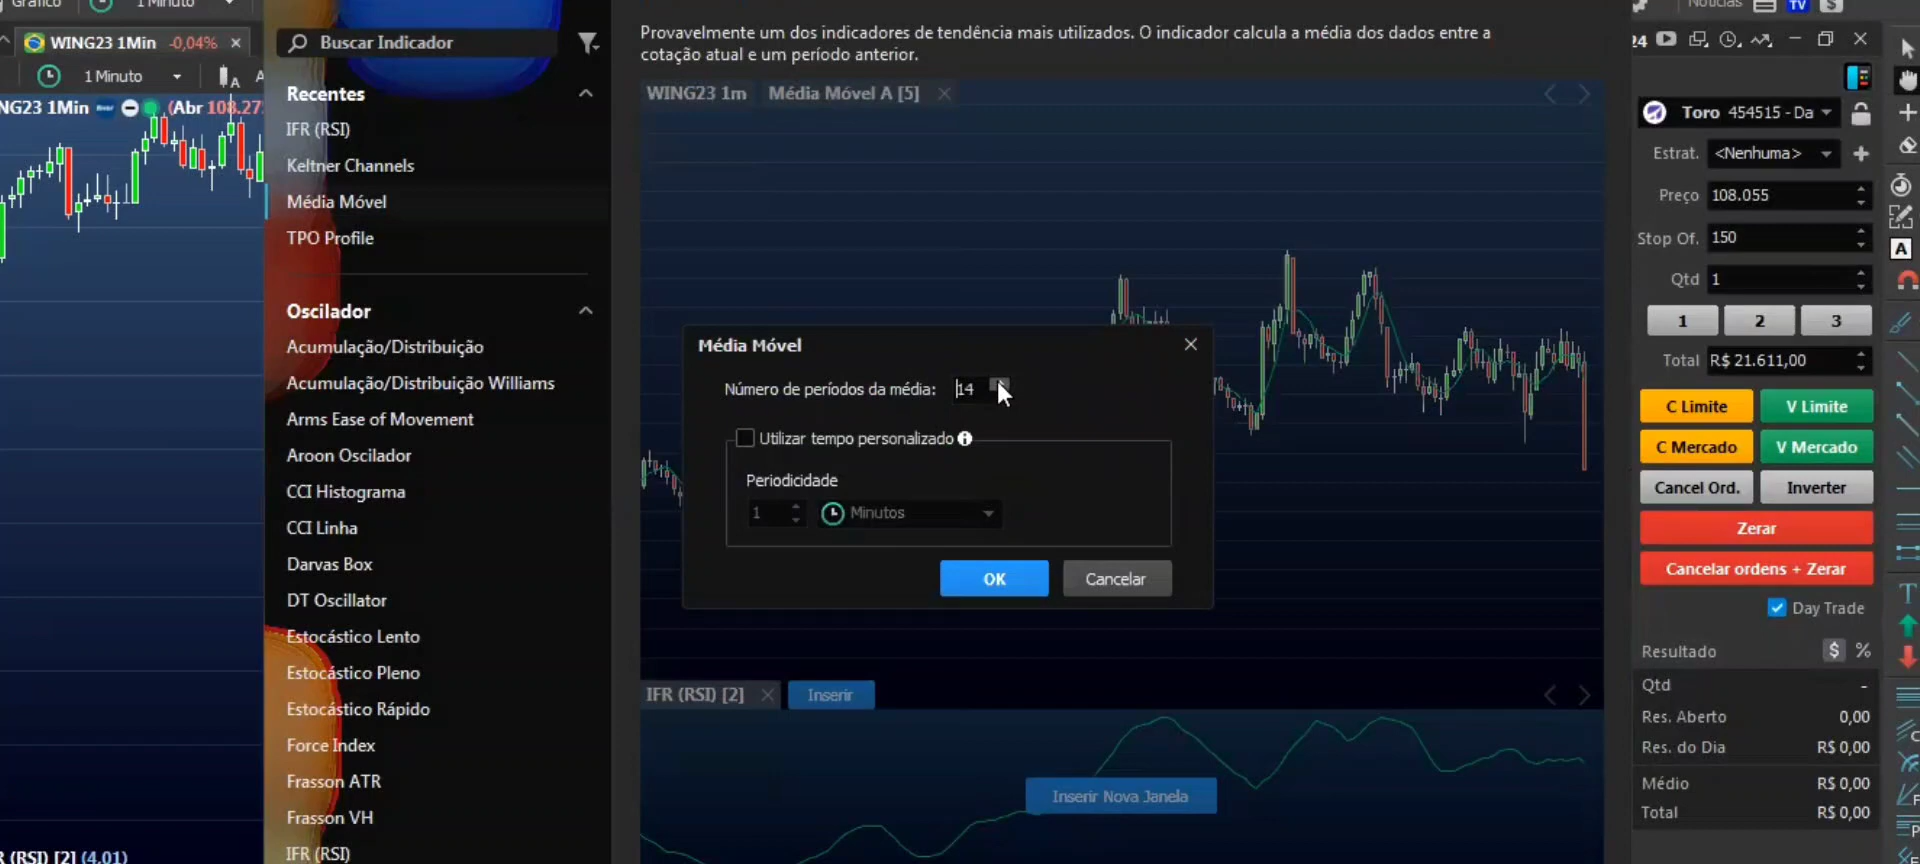 Gráfico
1 Minuto
WING23 1Min -0,04%
1 Minuto
NG23 1Min
(Abr 108.27
R (RSI) [2] (4,01)
Buscar Indicador
Recentes
IFR (RSI)
Keltner Channels
Média Móvel
TPO Profile
Oscilador
Acumulação/Distribuição
Acumulação/Distribuição Williams
Arms Ease of Movement
Aroon Oscilador
CCI Histograma
CCI Linha
Darvas Box
DT Oscillator
Estocástico Lento
Estocástico Pleno
Estocástico Rápido
Force Index
Frasson ATR
Frasson VH
IFR (RSI)
Provavelmente um dos indicadores de tendência mais utilizados. O indicador calcula a média dos dados entre a
cotação atual e um período anterior.
WING23 1m Média Móvel A [5]
Média Móvel
Número de períodos da média: 14
Utilizar tempo personalizado
Periodicidade
1 Minutos
OK Cancelar
IFR (RSI) [2] Inserir
Inserir Nova Janela
Notícias TV $
24
Toro 454515 - Da
Estrat. <Nenhuma>
Preço 108.055
Stop Of. 150
Qtd 1
1 2 3
Total R$ 21.611,00
C Limite V Limite
C Mercado V Mercado
Cancel Ord. Inverter
Zerar
Cancelar ordens + Zerar
Day Trade
Resultado $ %
Qtd -
Res. Aberto 0,00
Res. do Dia R$ 0,00
Médio R$ 0,00
Total R$ 0,00
A
T